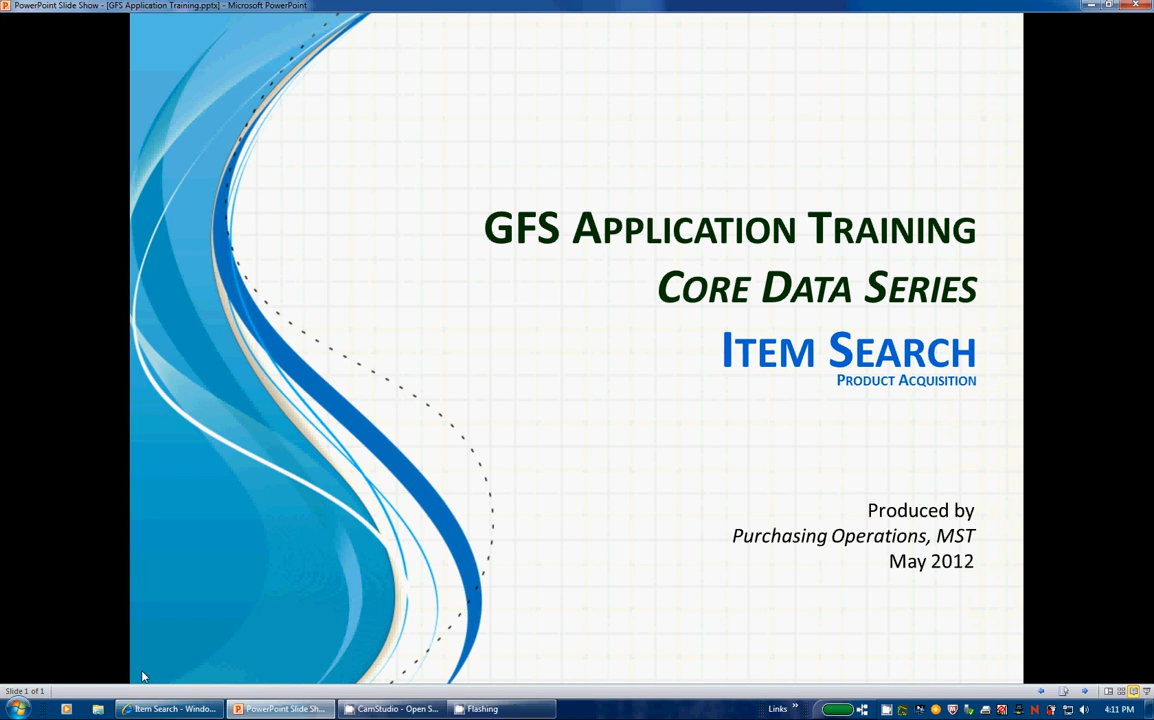 PowerPoint Slide Show - [GFS Application Training.pptx] - Microsoft PowerPoint
GFS APPLICATION TRAINING
CORE DATA SERIES
ITEM SEARCH
PRODUCT ACQUISITION
Produced by
Purchasing Operations, MST
May 2012
Slide 1 of 1
Item Search - Windo...
PowerPoint Slide Sh...
CamStudio - Open S...
Flashing
Links
4:11 PM